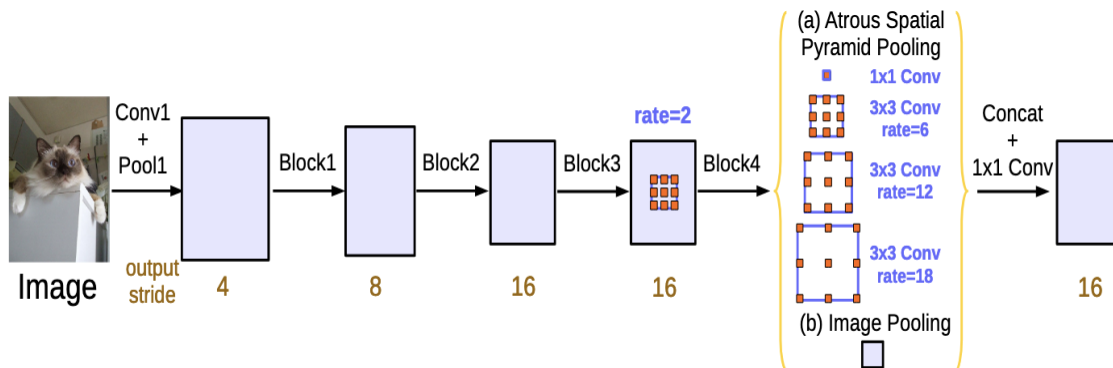 Image
Conv1
+
Pool1
output
stride
4
Block1
8
Block2
16
Block3
rate=2
16
Block4
(a) Atrous Spatial
Pyramid Pooling
1x1 Conv
3x3 Conv
rate=6
3x3 Conv
rate=12
3x3 Conv
rate=18
(b) Image Pooling
Concat
+
1x1 Conv
16